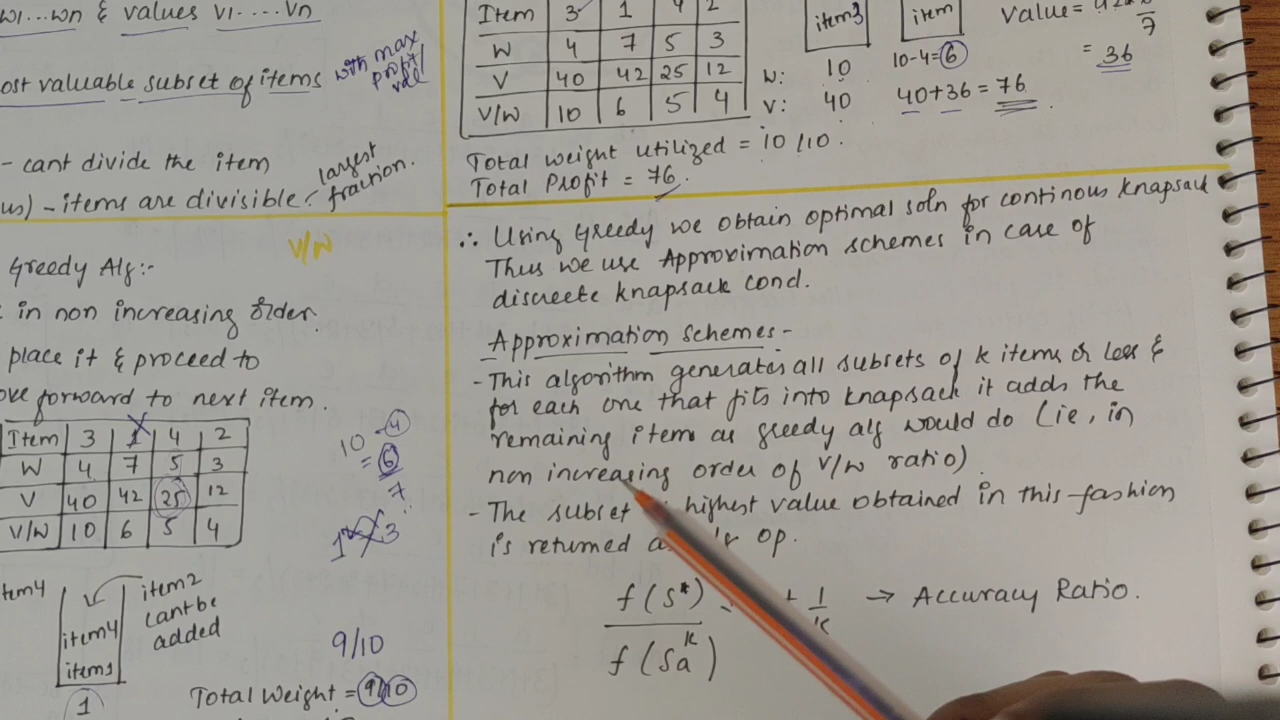 w1...wn & values v1....vn
ost valuable subset of items with max
profit/
val
- cant divide the item
us) - items are divisible - largest
fraction.
V/W
Greedy Alg:-
in non increasing order.
place it & proceed to
ove forward to next item.
Item 3 1 4 2
W 4 7 5 3
V 40 42 25 12
V/W 10 6 5 4
10 - 4
= 6
7
1 3
tem4
item4
item3
item2
cant be
added
1
9/10
Total Weight = 9/10
Item 3 1 4 2
W 4 7 5 3
V 40 42 25 12
V/W 10 6 5 4
item3 item
W: 10 10-4=6
V: 40 40+36=76
Value =
7
= 36
Total weight utilized = 10/10.
Total Profit = 76.
∴ Using Greedy we obtain optimal soln for continous knapsack
Thus we use Approximation schemes in case of
discreete knapsack cond.
Approximation schemes -
- This algorithm generates all subsets of k items or less &
for each one that fits into knapsack it adds the
remaining items as greedy alg would do (ie, in
non increasing order of V/W ratio).
- The subset highest value obtained in this fashion
is returned op.
f(S*)
f(Sa^k)
+ 1/k → Accuracy Ratio.